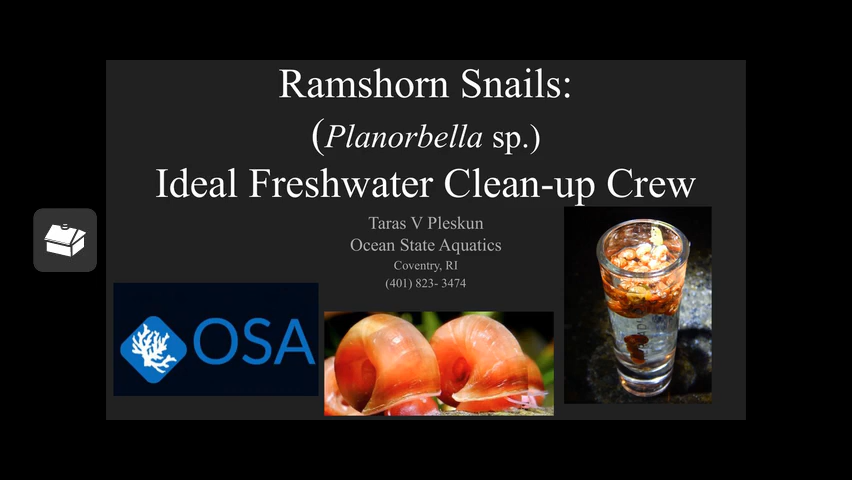 Ramshorn Snails:
(Planorbella sp.)
Ideal Freshwater Clean-up Crew
Taras V Pleskun
Ocean State Aquatics
Coventry, RI
(401) 823- 3474
OSA